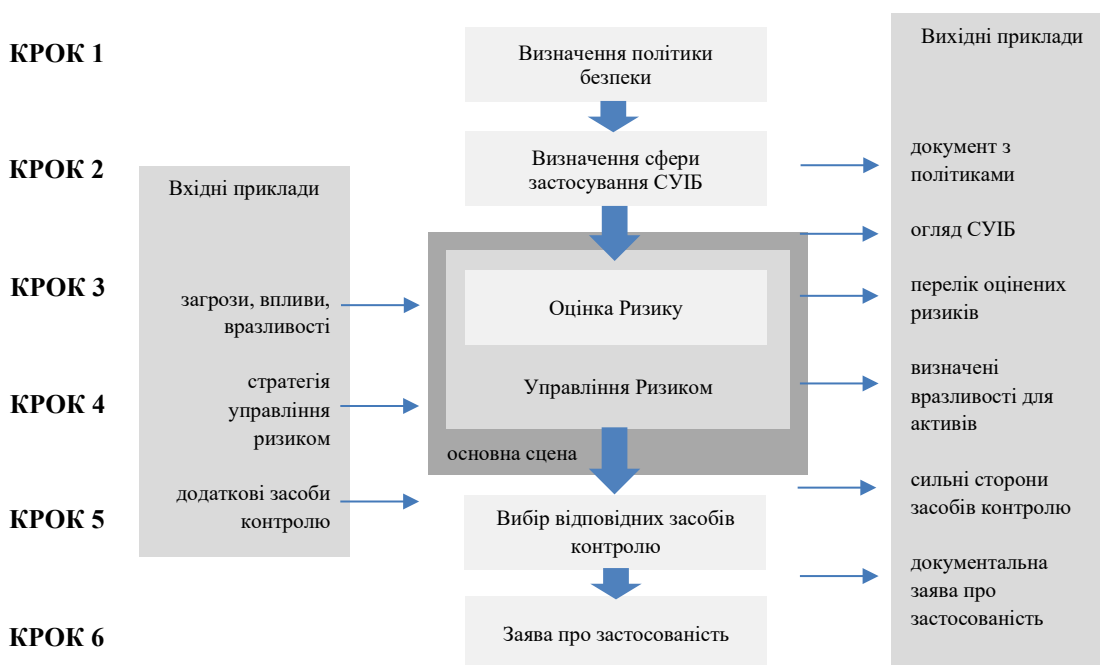 КРОК 1
КРОК 2
КРОК 3
КРОК 4
КРОК 5
КРОК 6
Вхідні приклади
загрози, впливи,
вразливості
стратегія
управління
ризиком
додаткові засоби
контролю
Визначення політики
безпеки
Визначення сфери
застосування СУІБ
Оцінка Ризику
Управління Ризиком
основна сцена
Вибір відповідних засобів
контролю
Заява про застосованість
Вихідні приклади
документ з
політиками
огляд СУІБ
перелік оцінених
ризиків
визначені
вразливості для
активів
сильні сторони
засобів контролю
документальна
заява про
застосованість